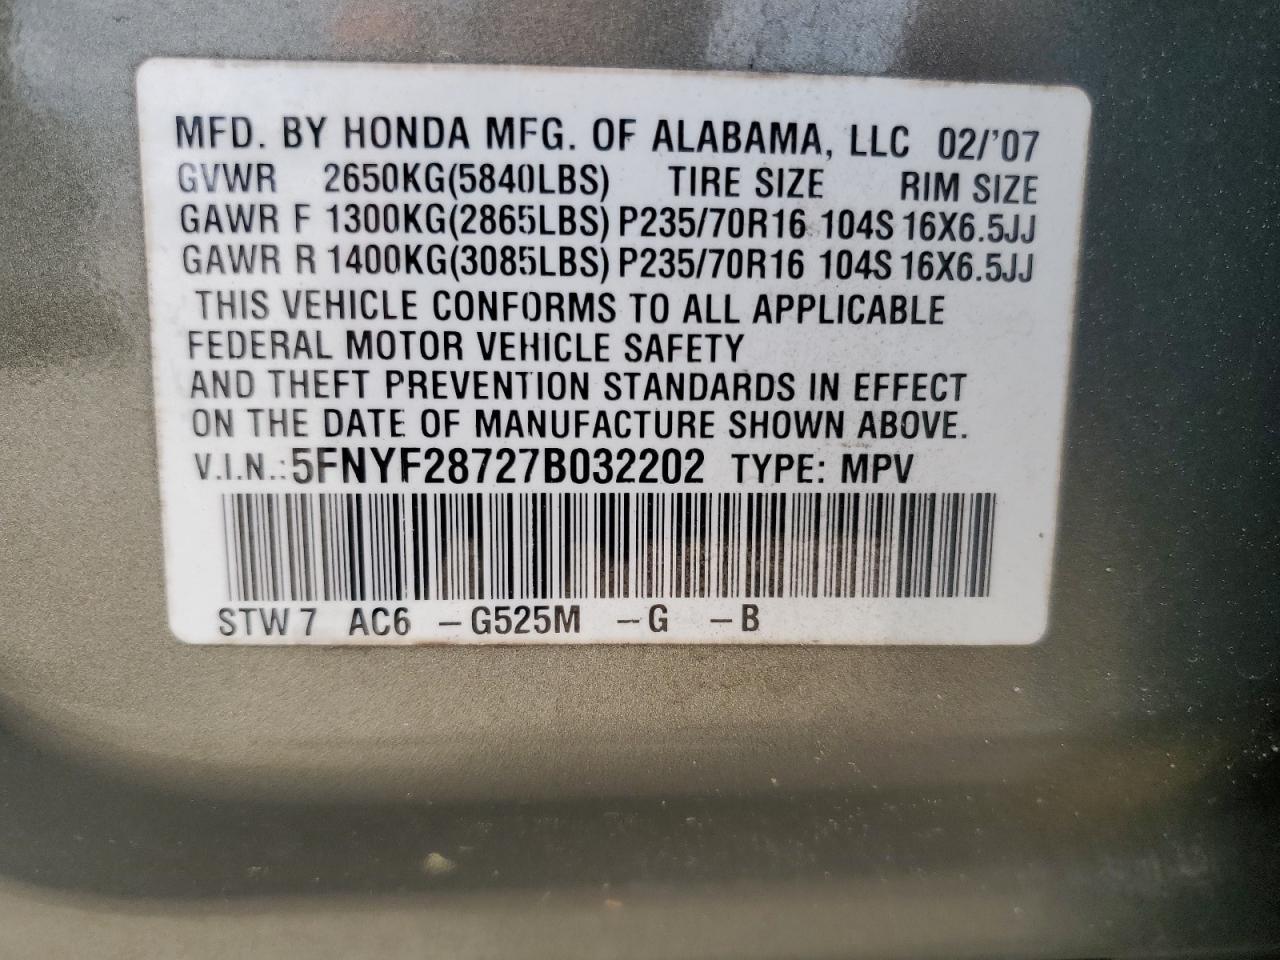 MFD. BY HONDA MFG. OF ALABAMA, LLC 02/'07
GVWR 2650KG(5840LBS) TIRE SIZE RIM SIZE
GAWR F 1300KG(2865LBS) P235/70R16 104S 16X6.5JJ
GAWR R 1400KG(3085LBS) P235/70R16 104S 16X6.5JJ
THIS VEHICLE CONFORMS TO ALL APPLICABLE
FEDERAL MOTOR VEHICLE SAFETY
AND THEFT PREVENTION STANDARDS IN EFFECT
ON THE DATE OF MANUFACTURE SHOWN ABOVE.
V.I.N.: 5FNYF28727B032202 TYPE: MPV
STW7 AC6 -G525M -G -B